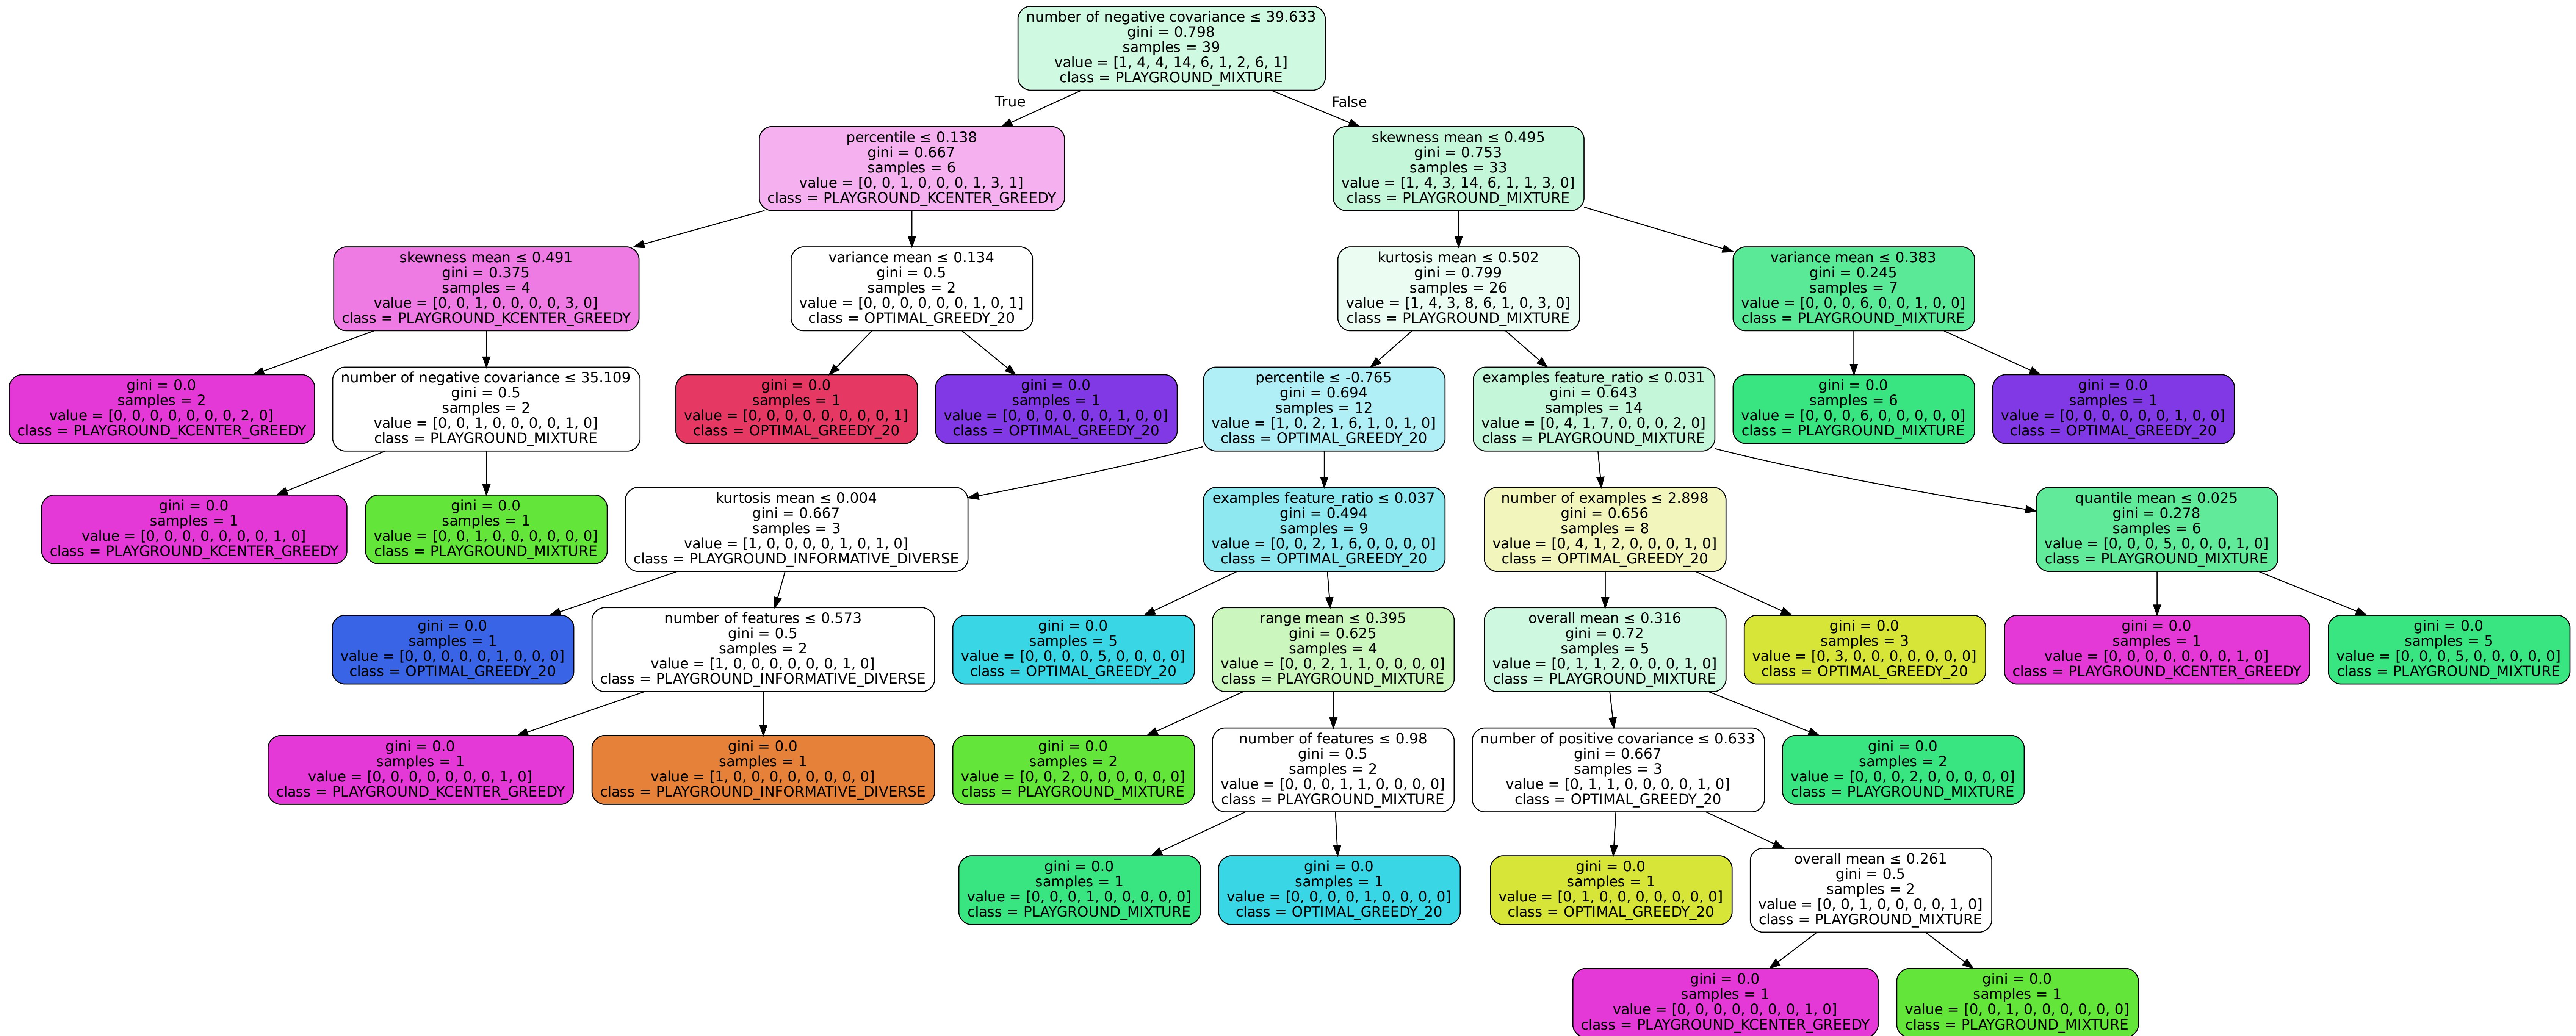 number of negative covariance ≤ 39.633
gini = 0.798
samples = 39
value = [1, 4, 4, 14, 6, 1, 2, 6, 1]
class = PLAYGROUND_MIXTURE
True
False
percentile ≤ 0.138
gini = 0.667
samples = 6
value = [0, 0, 1, 0, 0, 0, 1, 3, 1]
class = PLAYGROUND_KCENTER_GREEDY
skewness mean ≤ 0.495
gini = 0.753
samples = 33
value = [1, 4, 3, 14, 6, 1, 1, 3, 0]
class = PLAYGROUND_MIXTURE
skewness mean ≤ 0.491
gini = 0.375
samples = 4
value = [0, 0, 1, 0, 0, 0, 0, 3, 0]
class = PLAYGROUND_KCENTER_GREEDY
variance mean ≤ 0.134
gini = 0.5
samples = 2
value = [0, 0, 0, 0, 0, 0, 1, 0, 1]
class = OPTIMAL_GREEDY_20
kurtosis mean ≤ 0.502
gini = 0.799
samples = 26
value = [1, 4, 3, 8, 6, 1, 0, 3, 0]
class = PLAYGROUND_MIXTURE
variance mean ≤ 0.383
gini = 0.245
samples = 7
value = [0, 0, 0, 6, 0, 0, 1, 0, 0]
class = PLAYGROUND_MIXTURE
gini = 0.0
samples = 2
value = [0, 0, 0, 0, 0, 0, 0, 2, 0]
class = PLAYGROUND_KCENTER_GREEDY
number of negative covariance ≤ 35.109
gini = 0.5
samples = 2
value = [0, 0, 1, 0, 0, 0, 0, 1, 0]
class = PLAYGROUND_MIXTURE
gini = 0.0
samples = 1
value = [0, 0, 0, 0, 0, 0, 0, 0, 1]
class = OPTIMAL_GREEDY_20
gini = 0.0
samples = 1
value = [0, 0, 0, 0, 0, 0, 1, 0, 0]
class = OPTIMAL_GREEDY_20
percentile ≤ -0.765
gini = 0.694
samples = 12
value = [1, 0, 2, 1, 6, 1, 0, 1, 0]
class = OPTIMAL_GREEDY_20
examples feature_ratio ≤ 0.031
gini = 0.643
samples = 14
value = [0, 4, 1, 7, 0, 0, 0, 2, 0]
class = PLAYGROUND_MIXTURE
gini = 0.0
samples = 6
value = [0, 0, 0, 6, 0, 0, 0, 0, 0]
class = PLAYGROUND_MIXTURE
gini = 0.0
samples = 1
value = [0, 0, 0, 0, 0, 0, 1, 0, 0]
class = OPTIMAL_GREEDY_20
gini = 0.0
samples = 1
value = [0, 0, 0, 0, 0, 0, 0, 1, 0]
class = PLAYGROUND_KCENTER_GREEDY
gini = 0.0
samples = 1
value = [0, 0, 1, 0, 0, 0, 0, 0, 0]
class = PLAYGROUND_MIXTURE
kurtosis mean ≤ 0.004
gini = 0.667
samples = 3
value = [1, 0, 0, 0, 0, 1, 0, 1, 0]
class = PLAYGROUND_INFORMATIVE_DIVERSE
examples feature_ratio ≤ 0.037
gini = 0.494
samples = 9
value = [0, 0, 2, 1, 6, 0, 0, 0, 0]
class = OPTIMAL_GREEDY_20
number of examples ≤ 2.898
gini = 0.656
samples = 8
value = [0, 4, 1, 2, 0, 0, 0, 1, 0]
class = OPTIMAL_GREEDY_20
quantile mean ≤ 0.025
gini = 0.278
samples = 6
value = [0, 0, 0, 5, 0, 0, 0, 1, 0]
class = PLAYGROUND_MIXTURE
gini = 0.0
samples = 1
value = [0, 0, 0, 0, 0, 1, 0, 0, 0]
class = OPTIMAL_GREEDY_20
number of features ≤ 0.573
gini = 0.5
samples = 2
value = [1, 0, 0, 0, 0, 0, 0, 1, 0]
class = PLAYGROUND_INFORMATIVE_DIVERSE
gini = 0.0
samples = 5
value = [0, 0, 0, 0, 5, 0, 0, 0, 0]
class = OPTIMAL_GREEDY_20
range mean ≤ 0.395
gini = 0.625
samples = 4
value = [0, 0, 2, 1, 1, 0, 0, 0, 0]
class = PLAYGROUND_MIXTURE
overall mean ≤ 0.316
gini = 0.72
samples = 5
value = [0, 1, 1, 2, 0, 0, 0, 1, 0]
class = PLAYGROUND_MIXTURE
gini = 0.0
samples = 3
value = [0, 3, 0, 0, 0, 0, 0, 0, 0]
class = OPTIMAL_GREEDY_20
gini = 0.0
samples = 1
value = [0, 0, 0, 0, 0, 0, 0, 1, 0]
class = PLAYGROUND_KCENTER_GREEDY
gini = 0.0
samples = 5
value = [0, 0, 0, 5, 0, 0, 0, 0, 0]
class = PLAYGROUND_MIXTURE
gini = 0.0
samples = 1
value = [0, 0, 0, 0, 0, 0, 0, 1, 0]
class = PLAYGROUND_KCENTER_GREEDY
gini = 0.0
samples = 1
value = [1, 0, 0, 0, 0, 0, 0, 0, 0]
class = PLAYGROUND_INFORMATIVE_DIVERSE
gini = 0.0
samples = 2
value = [0, 0, 2, 0, 0, 0, 0, 0, 0]
class = PLAYGROUND_MIXTURE
number of features ≤ 0.98
gini = 0.5
samples = 2
value = [0, 0, 0, 1, 1, 0, 0, 0, 0]
class = PLAYGROUND_MIXTURE
number of positive covariance ≤ 0.633
gini = 0.667
samples = 3
value = [0, 1, 1, 0, 0, 0, 0, 1, 0]
class = OPTIMAL_GREEDY_20
gini = 0.0
samples = 2
value = [0, 0, 0, 2, 0, 0, 0, 0, 0]
class = PLAYGROUND_MIXTURE
gini = 0.0
samples = 1
value = [0, 0, 0, 1, 0, 0, 0, 0, 0]
class = PLAYGROUND_MIXTURE
gini = 0.0
samples = 1
value = [0, 0, 0, 0, 1, 0, 0, 0, 0]
class = OPTIMAL_GREEDY_20
gini = 0.0
samples = 1
value = [0, 1, 0, 0, 0, 0, 0, 0, 0]
class = OPTIMAL_GREEDY_20
overall mean ≤ 0.261
gini = 0.5
samples = 2
value = [0, 0, 1, 0, 0, 0, 0, 1, 0]
class = PLAYGROUND_MIXTURE
gini = 0.0
samples = 1
value = [0, 0, 0, 0, 0, 0, 0, 1, 0]
class = PLAYGROUND_KCENTER_GREEDY
gini = 0.0
samples = 1
value = [0, 0, 1, 0, 0, 0, 0, 0, 0]
class = PLAYGROUND_MIXTURE